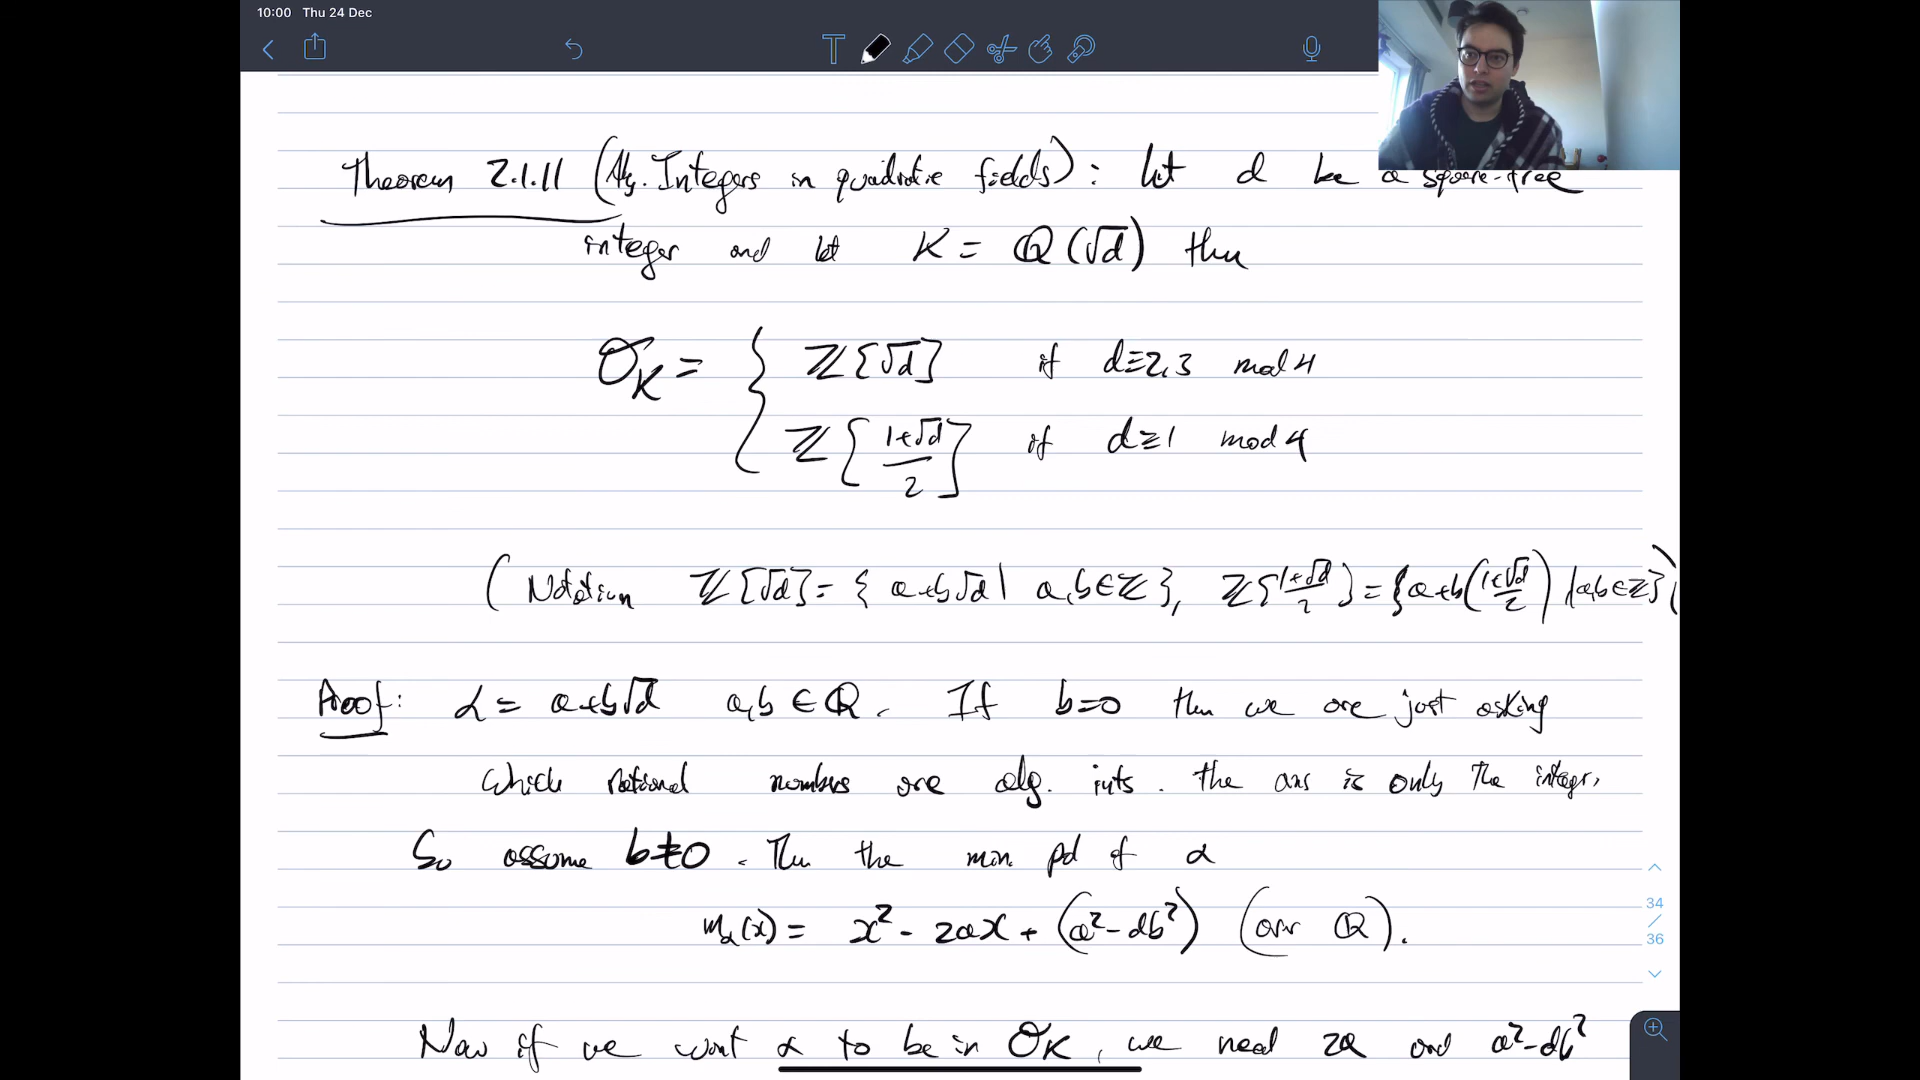 10:00 Thu 24 Dec
Theorem 2.1.11 (Alg. Integers in quadratic fields): Let d be a square-free
integer and let K = ℚ(√d) then
𝒪_K = { ℤ[√d] if d≡2,3 mod 4
ℤ[(1+√d)/2] if d≡1 mod 4
(Notation ℤ[√d] = { a+b√d | a,b∈ℤ}, ℤ[(1+√d)/2] = {a+b((1+√d)/2) | a,b∈ℤ})
Proof: α = a+b√d a,b ∈ ℚ. If b=0 then we are just asking
which rational numbers are alg. ints. The ans is only the integers
So assume b≠0. Then the min. pol of α
m_α(x) = x² - 2ax + (a²-db²) (over ℚ).
34
/
36
Now if we want α to be in 𝒪_K, we need 2a and a²-db²